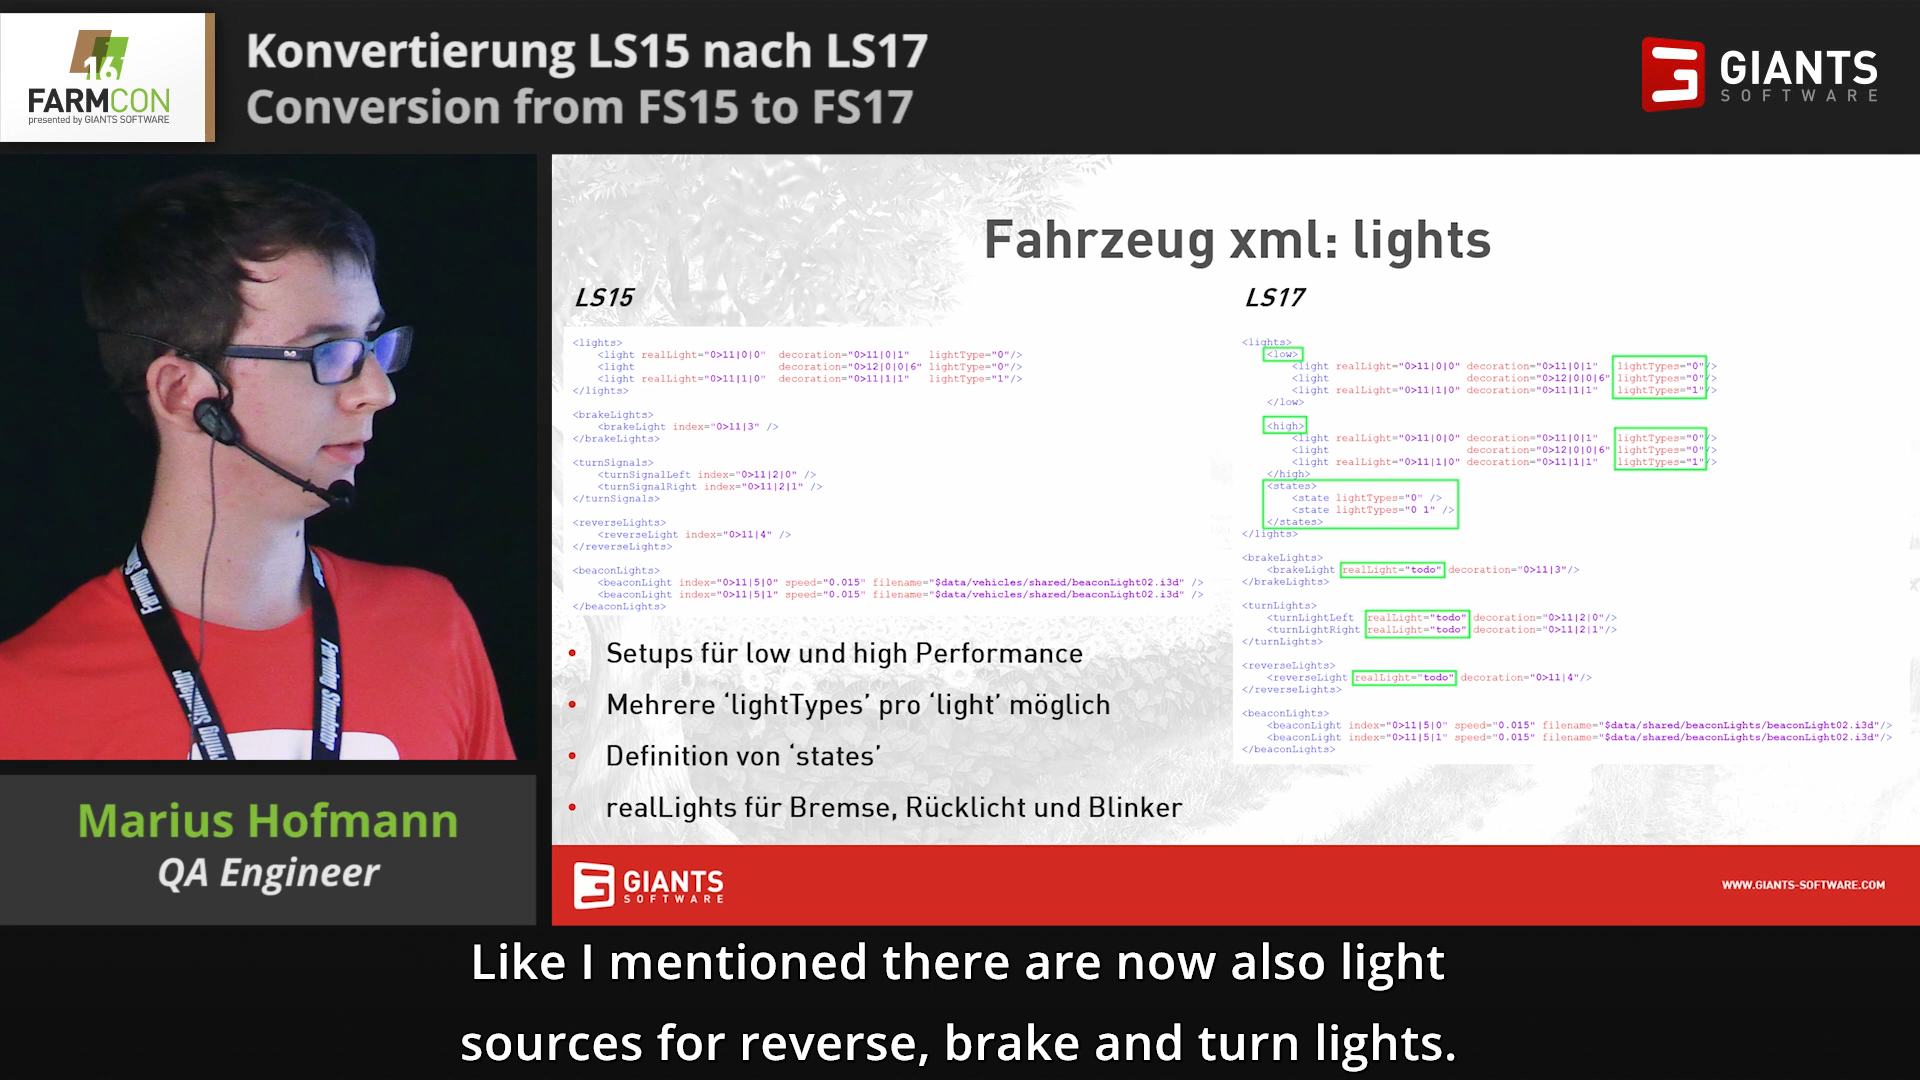 16
FARMCON
presented by GIANTS SOFTWARE
Konvertierung LS15 nach LS17
Conversion from FS15 to FS17
GIANTS
SOFTWARE
Fahrzeug xml: lights
LS15
<lights>
<light realLight="0>11|0|0" decoration="0>11|0|1" lightType="0"/>
<light decoration="0>12|0|0|6" lightType="0"/>
<light realLight="0>11|1|0" decoration="0>11|1|1" lightType="1"/>
</lights>
<brakeLights>
<brakeLight index="0>11|3" />
</brakeLights>
<turnSignals>
<turnSignalLeft index="0>11|2|0" />
<turnSignalRight index="0>11|2|1" />
</turnSignals>
<reverseLights>
<reverseLight index="0>11|4" />
</reverseLights>
<beaconLights>
<beaconLight index="0>11|5|0" speed="0.015" filename="$data/vehicles/shared/beaconLight02.i3d" />
<beaconLight index="0>11|5|1" speed="0.015" filename="$data/vehicles/shared/beaconLight02.i3d" />
</beaconLights>
• Setups für low und high Performance
• Mehrere ‘lightTypes’ pro ‘light’ möglich
• Definition von ‘states’
• realLights für Bremse, Rücklicht und Blinker
LS17
<lights>
<low>
<light realLight="0>11|0|0" decoration="0>11|0|1" lightTypes="0"/>
<light decoration="0>12|0|0|6" lightTypes="0"/>
<light realLight="0>11|1|0" decoration="0>11|1|1" lightTypes="1"/>
</low>
<high>
<light realLight="0>11|0|0" decoration="0>11|0|1" lightTypes="0"/>
<light decoration="0>12|0|0|6" lightTypes="0"/>
<light realLight="0>11|1|0" decoration="0>11|1|1" lightTypes="1"/>
</high>
<states>
<state lightTypes="0" />
<state lightTypes="0 1" />
</states>
</lights>
<brakeLights>
<brakeLight realLight="todo" decoration="0>11|3"/>
</brakeLights>
<turnLights>
<turnLightLeft realLight="todo" decoration="0>11|2|0"/>
<turnLightRight realLight="todo" decoration="0>11|2|1"/>
</turnLights>
<reverseLights>
<reverseLight realLight="todo" decoration="0>11|4"/>
</reverseLights>
<beaconLights>
<beaconLight index="0>11|5|0" speed="0.015" filename="$data/shared/beaconLights/beaconLight02.i3d"/>
<beaconLight index="0>11|5|1" speed="0.015" filename="$data/shared/beaconLights/beaconLight02.i3d"/>
</beaconLights>
Farming Simulator
Farming Simulator
Marius Hofmann
QA Engineer
GIANTS
SOFTWARE
WWW.GIANTS-SOFTWARE.COM
Like I mentioned there are now also light
sources for reverse, brake and turn lights.